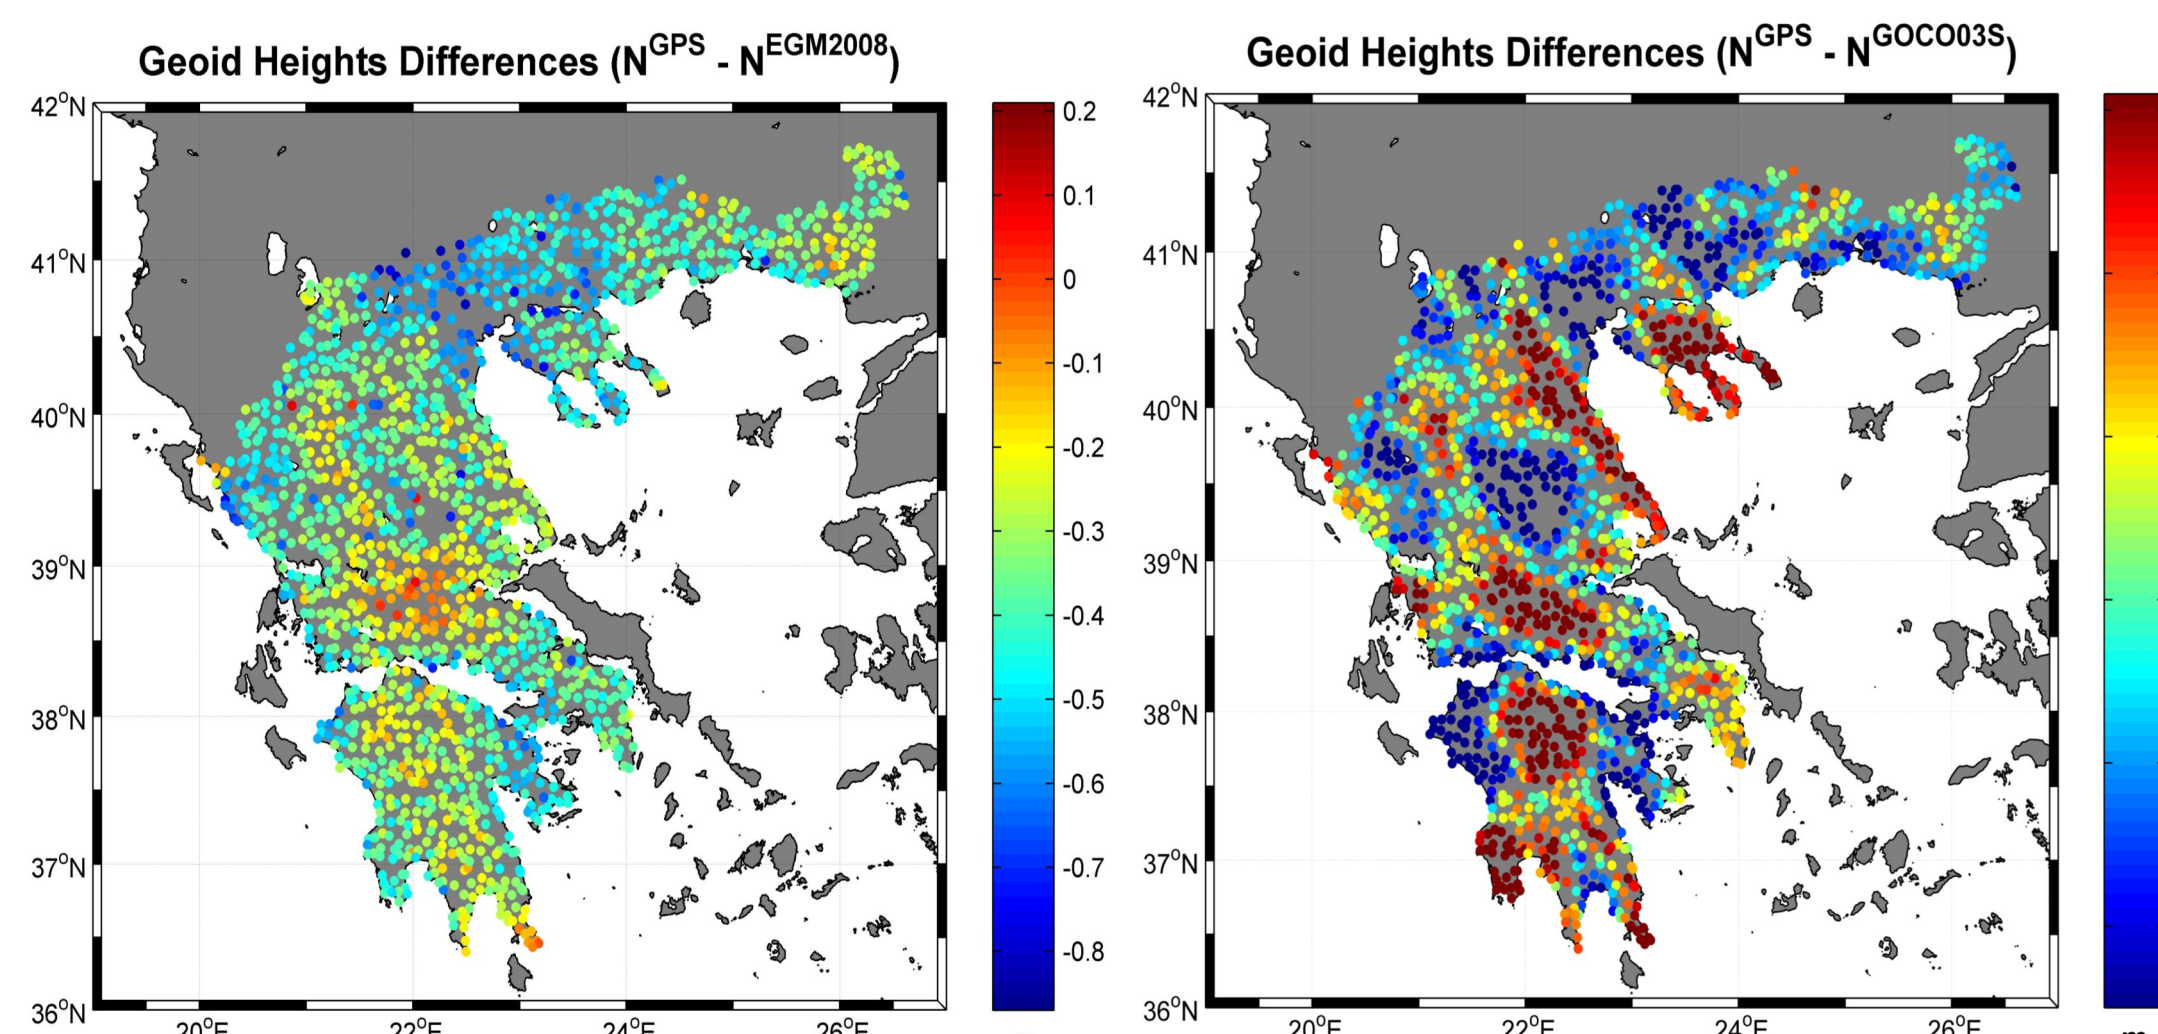 Geoid Heights Differences (N^GPS - N^EGM2008)
42°N
41°N
40°N
39°N
38°N
37°N
36°N
20°E 22°E 24°E 26°E
0.2
0.1
0
-0.1
-0.2
-0.3
-0.4
-0.5
-0.6
-0.7
-0.8
Geoid Heights Differences (N^GPS - N^GOCO03S)
42°N
41°N
40°N
39°N
38°N
37°N
36°N
20°E 22°E 24°E 26°E
m